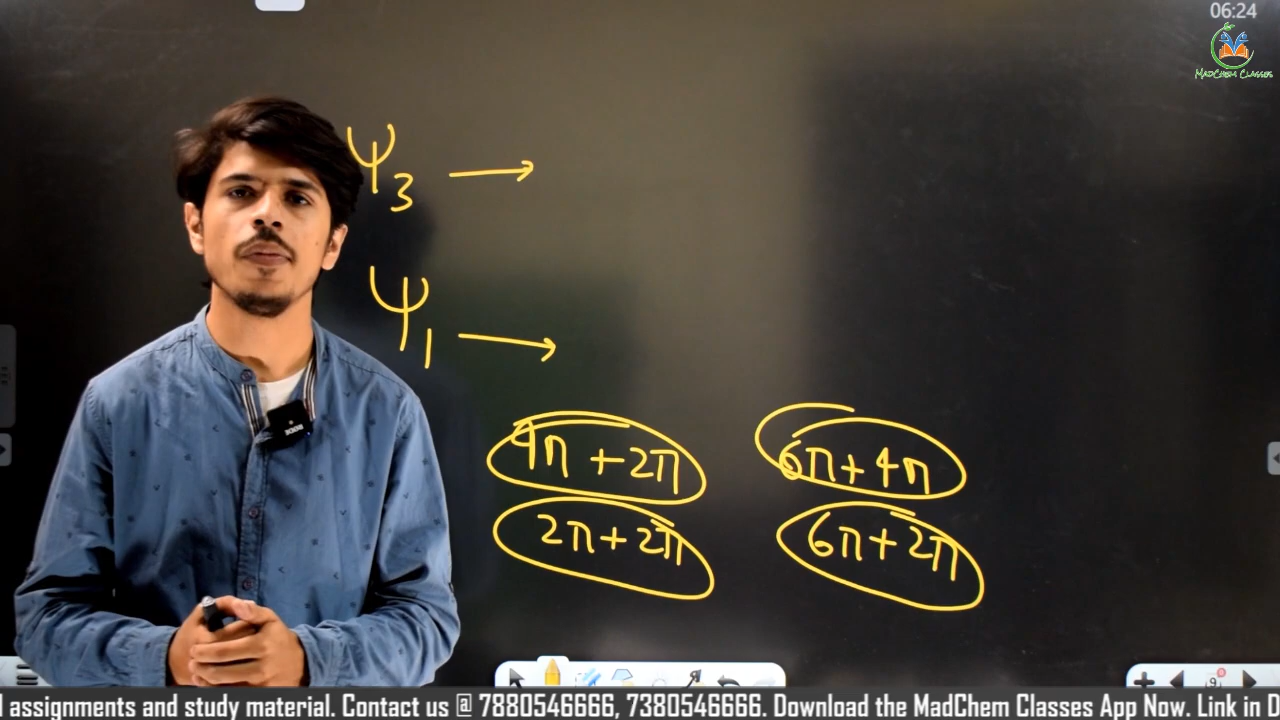 06:24
MADCHEM CLASSES
Ψ3 →
Ψ1 →
4π + 2π
6π + 4π
2π + 2π
6π + 2π
assignments and study material. Contact us @ 7880546666, 7380546666. Download the MadChem Classes App Now. Link in D